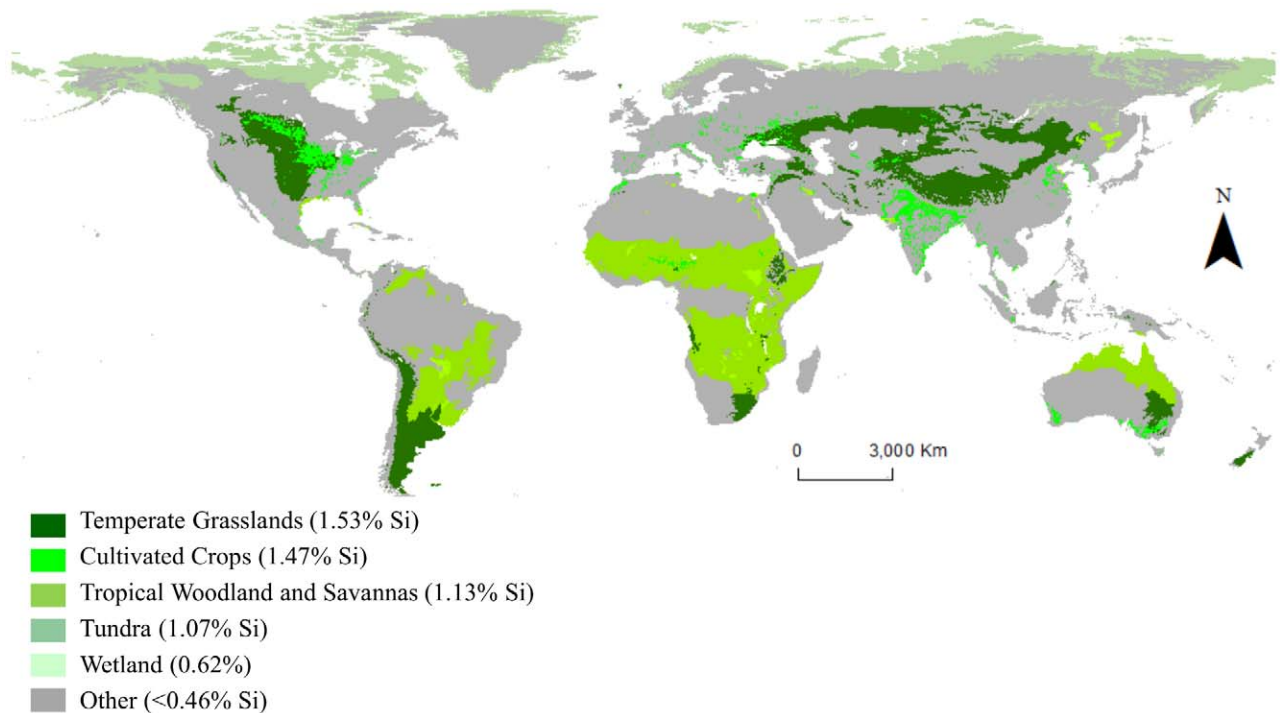 N
0 3,000 Km
Temperate Grasslands (1.53% Si)
Cultivated Crops (1.47% Si)
Tropical Woodland and Savannas (1.13% Si)
Tundra (1.07% Si)
Wetland (0.62%)
Other (<0.46% Si)